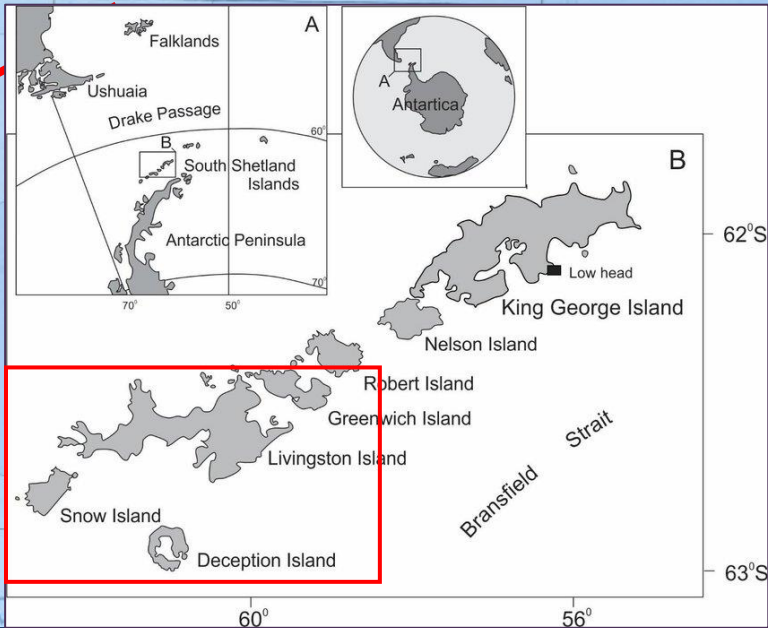 A
Falklands
Ushuaia
Drake Passage
60°
B
South Shetland
Islands
Antarctic Peninsula
70°
70°
50°
A
Antartica
B
62°S
Low head
King George Island
Nelson Island
Robert Island
Greenwich Island
Livingston Island
Strait
Bransfield
Snow Island
Deception Island
63°S
60°
56°